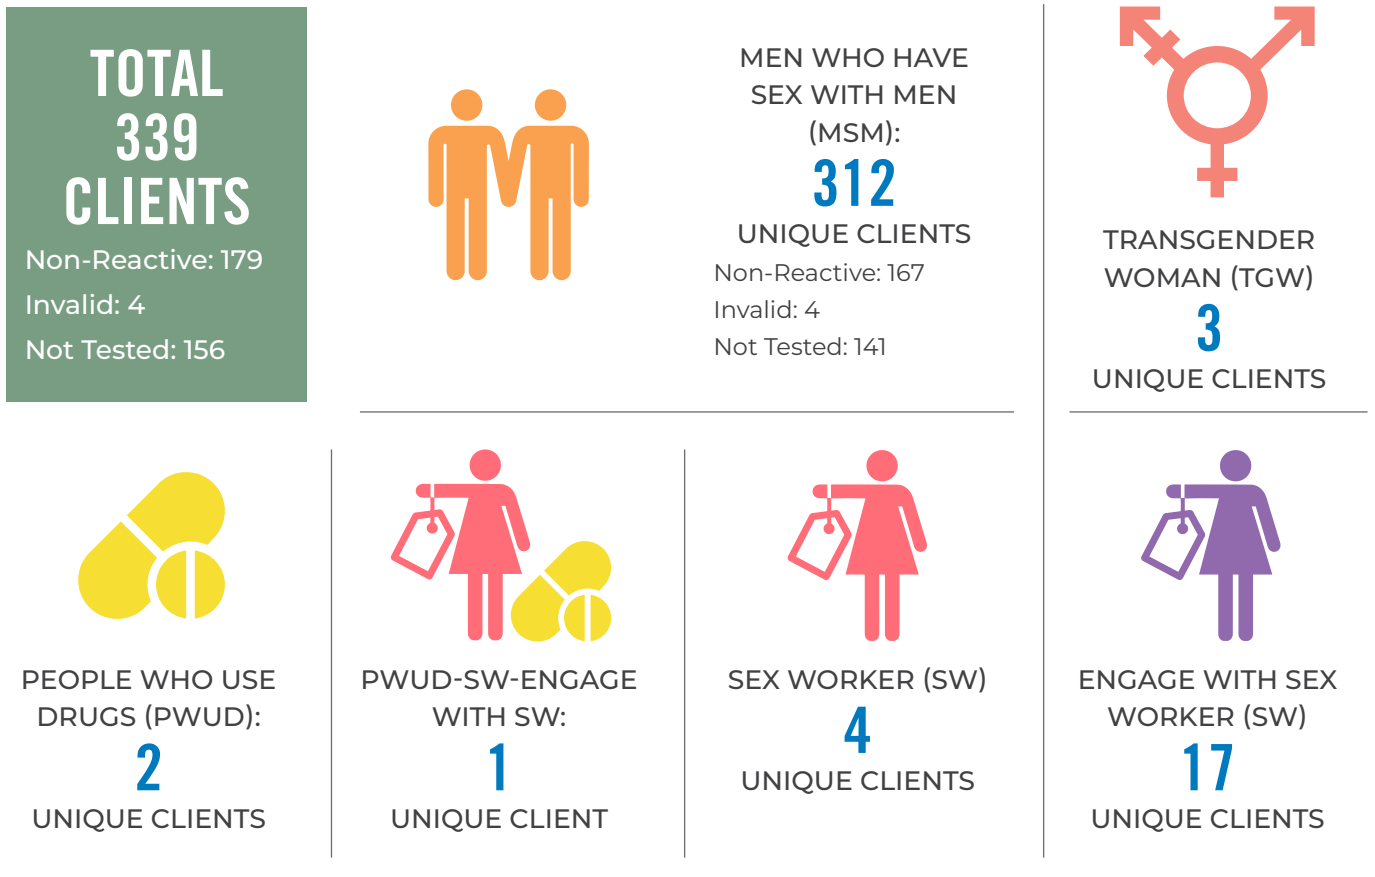 TOTAL
339
CLIENTS
Non-Reactive: 179
Invalid: 4
Not Tested: 156
MEN WHO HAVE
SEX WITH MEN
(MSM):
312
UNIQUE CLIENTS
Non-Reactive: 167
Invalid: 4
Not Tested: 141
TRANSGENDER
WOMAN (TGW)
3
UNIQUE CLIENTS
PEOPLE WHO USE
DRUGS (PWUD):
2
UNIQUE CLIENTS
PWUD-SW-ENGAGE
WITH SW:
1
UNIQUE CLIENT
SEX WORKER (SW)
4
UNIQUE CLIENTS
ENGAGE WITH SEX
WORKER (SW)
17
UNIQUE CLIENTS